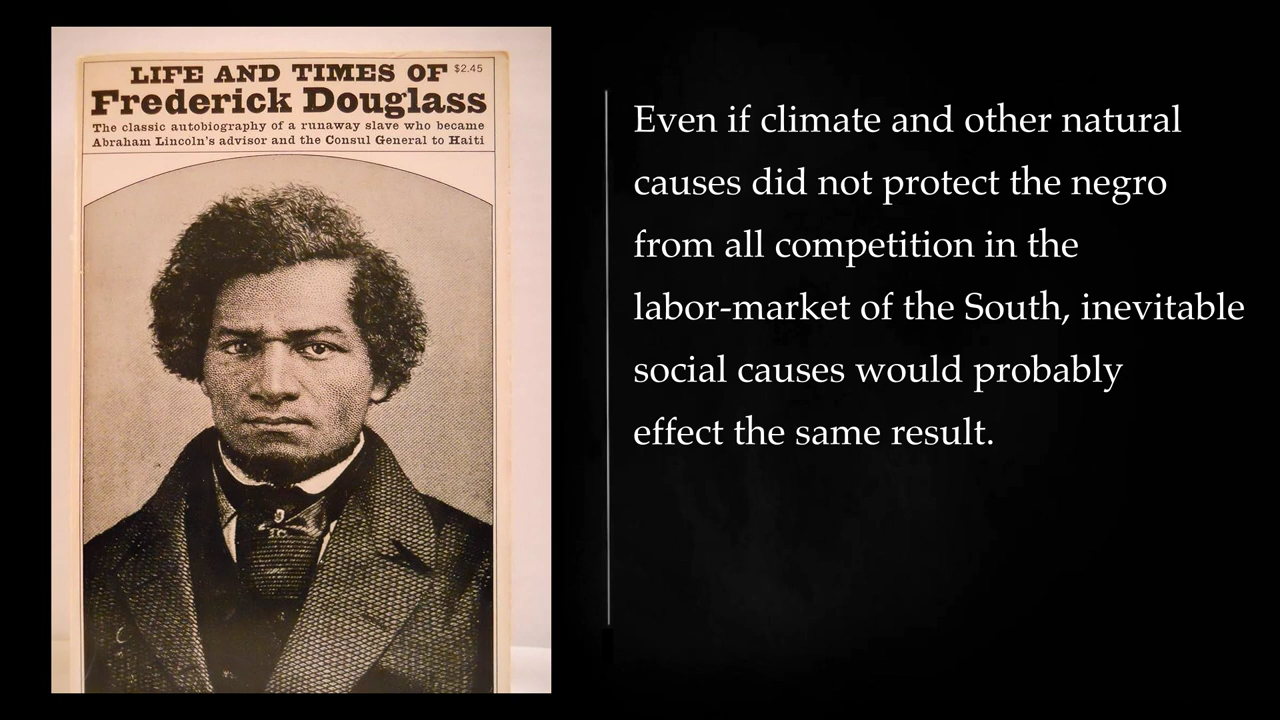 LIFE AND TIMES OF $2.45
Frederick Douglass
The classic autobiography of a runaway slave who became
Abraham Lincoln's advisor and the Consul General to Haiti
Even if climate and other natural
causes did not protect the negro
from all competition in the
labor-market of the South, inevitable
social causes would probably
effect the same result.